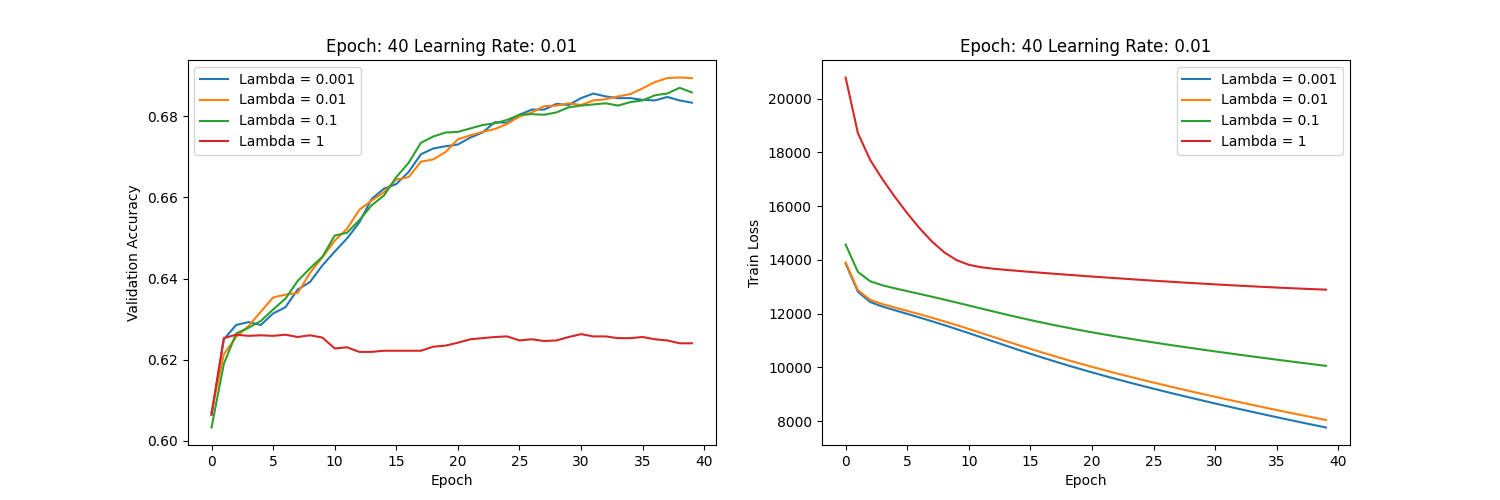 Epoch: 40 Learning Rate: 0.01
Lambda = 0.001
Lambda = 0.01
Lambda = 0.1
Lambda = 1
Validation Accuracy
0.68
0.66
0.64
0.62
0.60
0 5 10 15 20 25 30 35 40
Epoch
Epoch: 40 Learning Rate: 0.01
Lambda = 0.001
Lambda = 0.01
Lambda = 0.1
Lambda = 1
Train Loss
20000
18000
16000
14000
12000
10000
8000
0 5 10 15 20 25 30 35 40
Epoch